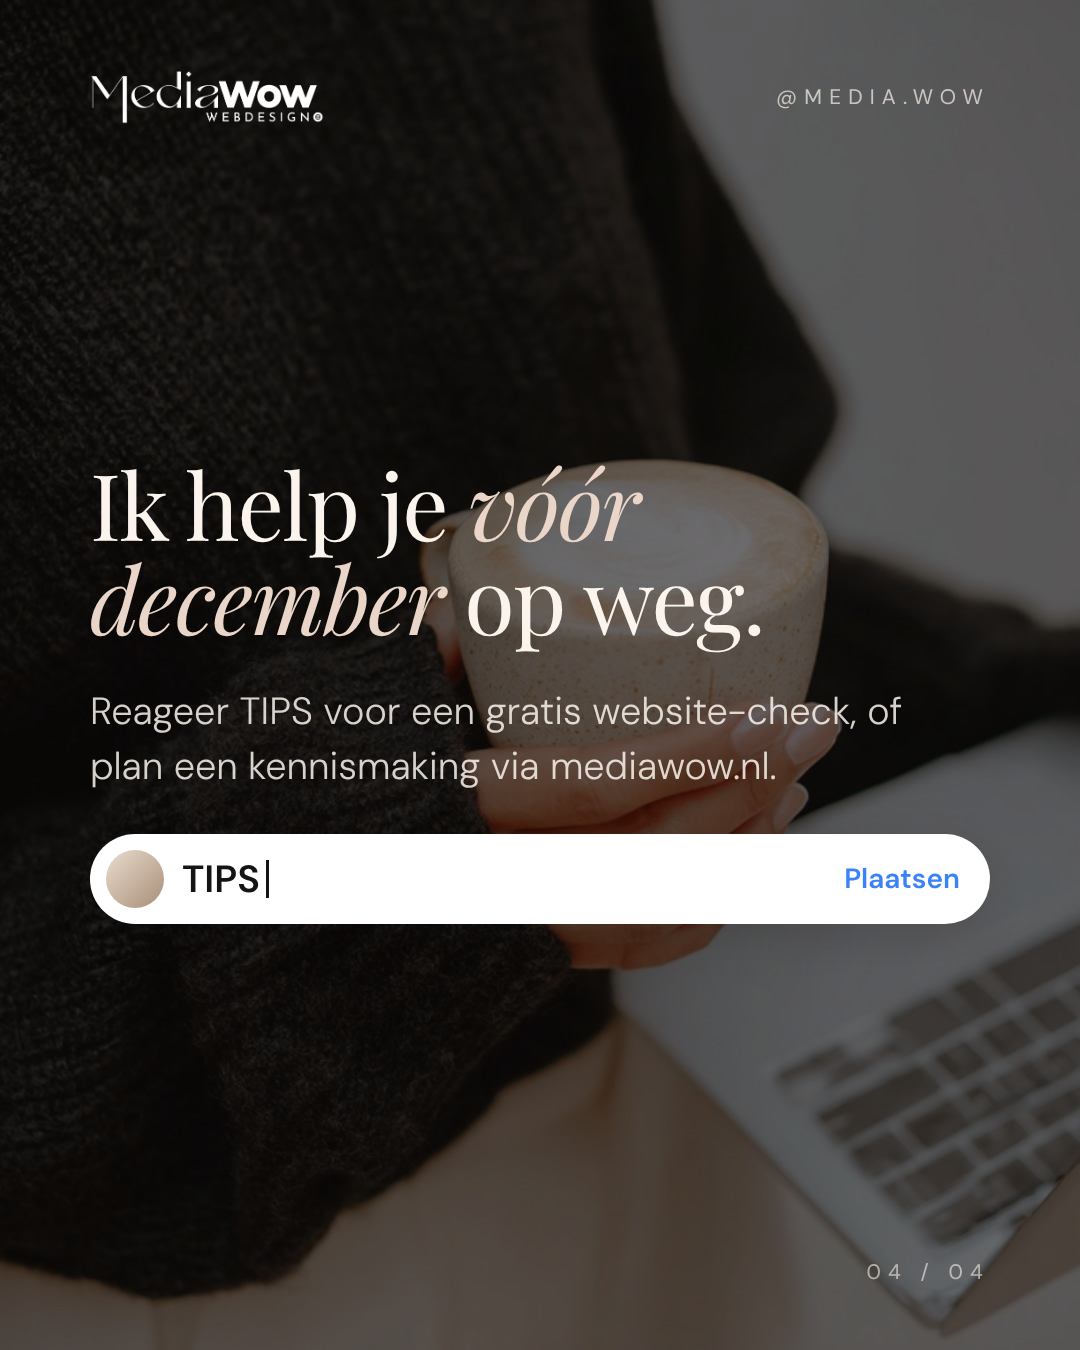 MediaWow
WEBDESIGN
@MEDIA.WOW
Ik help je vóór
december op weg.
Reageer TIPS voor een gratis website-check, of
plan een kennismaking via mediawow.nl.
TIPS
Plaatsen
04 / 04